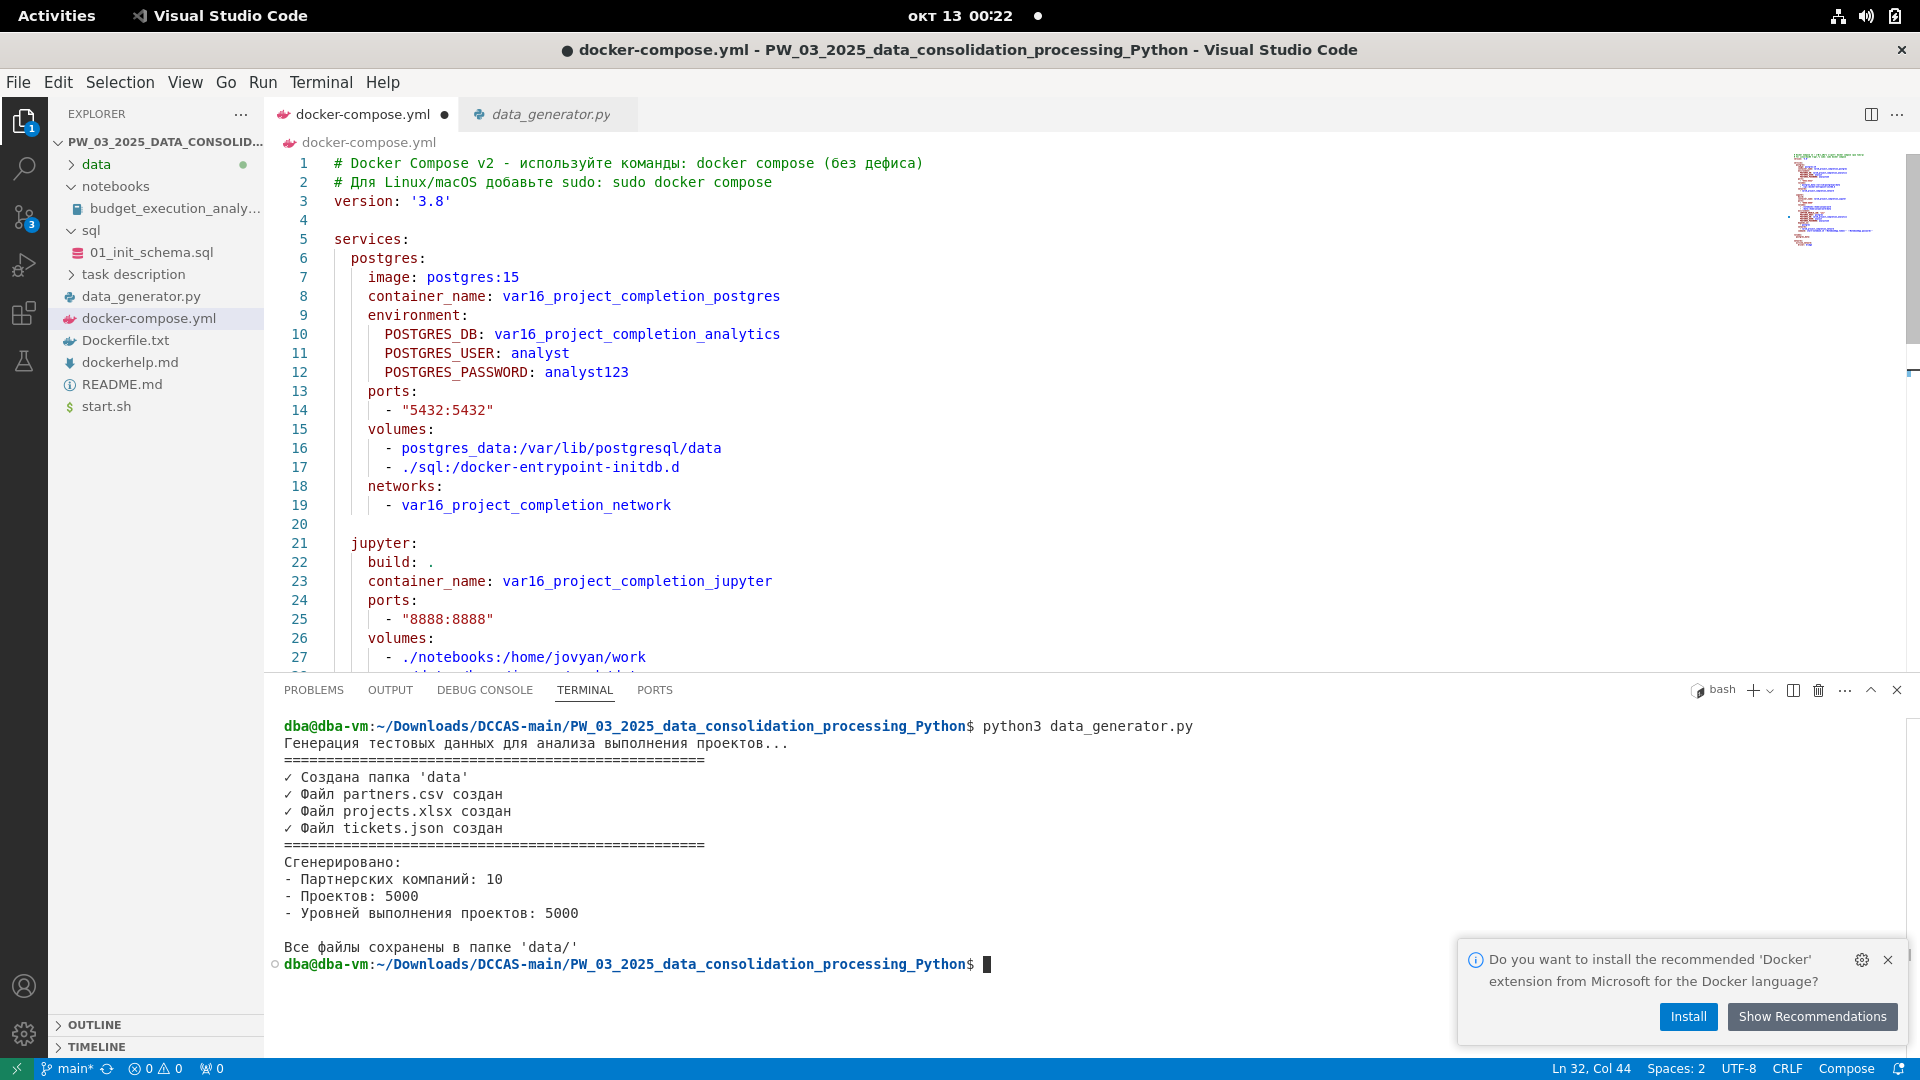 Activities
Visual Studio Code
окт 13 00:22
docker-compose.yml - PW_03_2025_data_consolidation_processing_Python - Visual Studio Code
File Edit Selection View Go Run Terminal Help
EXPLORER
PW_03_2025_DATA_CONSOLID...
data
notebooks
budget_execution_analy...
sql
01_init_schema.sql
task description
data_generator.py
docker-compose.yml
Dockerfile.txt
dockerhelp.md
README.md
start.sh
OUTLINE
TIMELINE
1
3
docker-compose.yml
data_generator.py
docker-compose.yml
1 # Docker Compose v2 - используйте команды: docker compose (без дефиса)
2 # Для Linux/macOS добавьте sudo: sudo docker compose
3 version: '3.8'
4
5 services:
6 postgres:
7 image: postgres:15
8 container_name: var16_project_completion_postgres
9 environment:
10 POSTGRES_DB: var16_project_completion_analytics
11 POSTGRES_USER: analyst
12 POSTGRES_PASSWORD: analyst123
13 ports:
14 - "5432:5432"
15 volumes:
16 - postgres_data:/var/lib/postgresql/data
17 - ./sql:/docker-entrypoint-initdb.d
18 networks:
19 - var16_project_completion_network
20
21 jupyter:
22 build: .
23 container_name: var16_project_completion_jupyter
24 ports:
25 - "8888:8888"
26 volumes:
27 - ./notebooks:/home/jovyan/work
PROBLEMS OUTPUT DEBUG CONSOLE TERMINAL PORTS
bash
dba@dba-vm:~/Downloads/DCCAS-main/PW_03_2025_data_consolidation_processing_Python$ python3 data_generator.py
Генерация тестовых данных для анализа выполнения проектов...
==================================================
✓ Создана папка 'data'
✓ Файл partners.csv создан
✓ Файл projects.xlsx создан
✓ Файл tickets.json создан
==================================================
Сгенерировано:
- Партнерских компаний: 10
- Проектов: 5000
- Уровней выполнения проектов: 5000
Все файлы сохранены в папке 'data/'
dba@dba-vm:~/Downloads/DCCAS-main/PW_03_2025_data_consolidation_processing_Python$
Do you want to install the recommended 'Docker'
extension from Microsoft for the Docker language?
Install
Show Recommendations
main* 0 0 0
Ln 32, Col 44 Spaces: 2 UTF-8 CRLF Compose